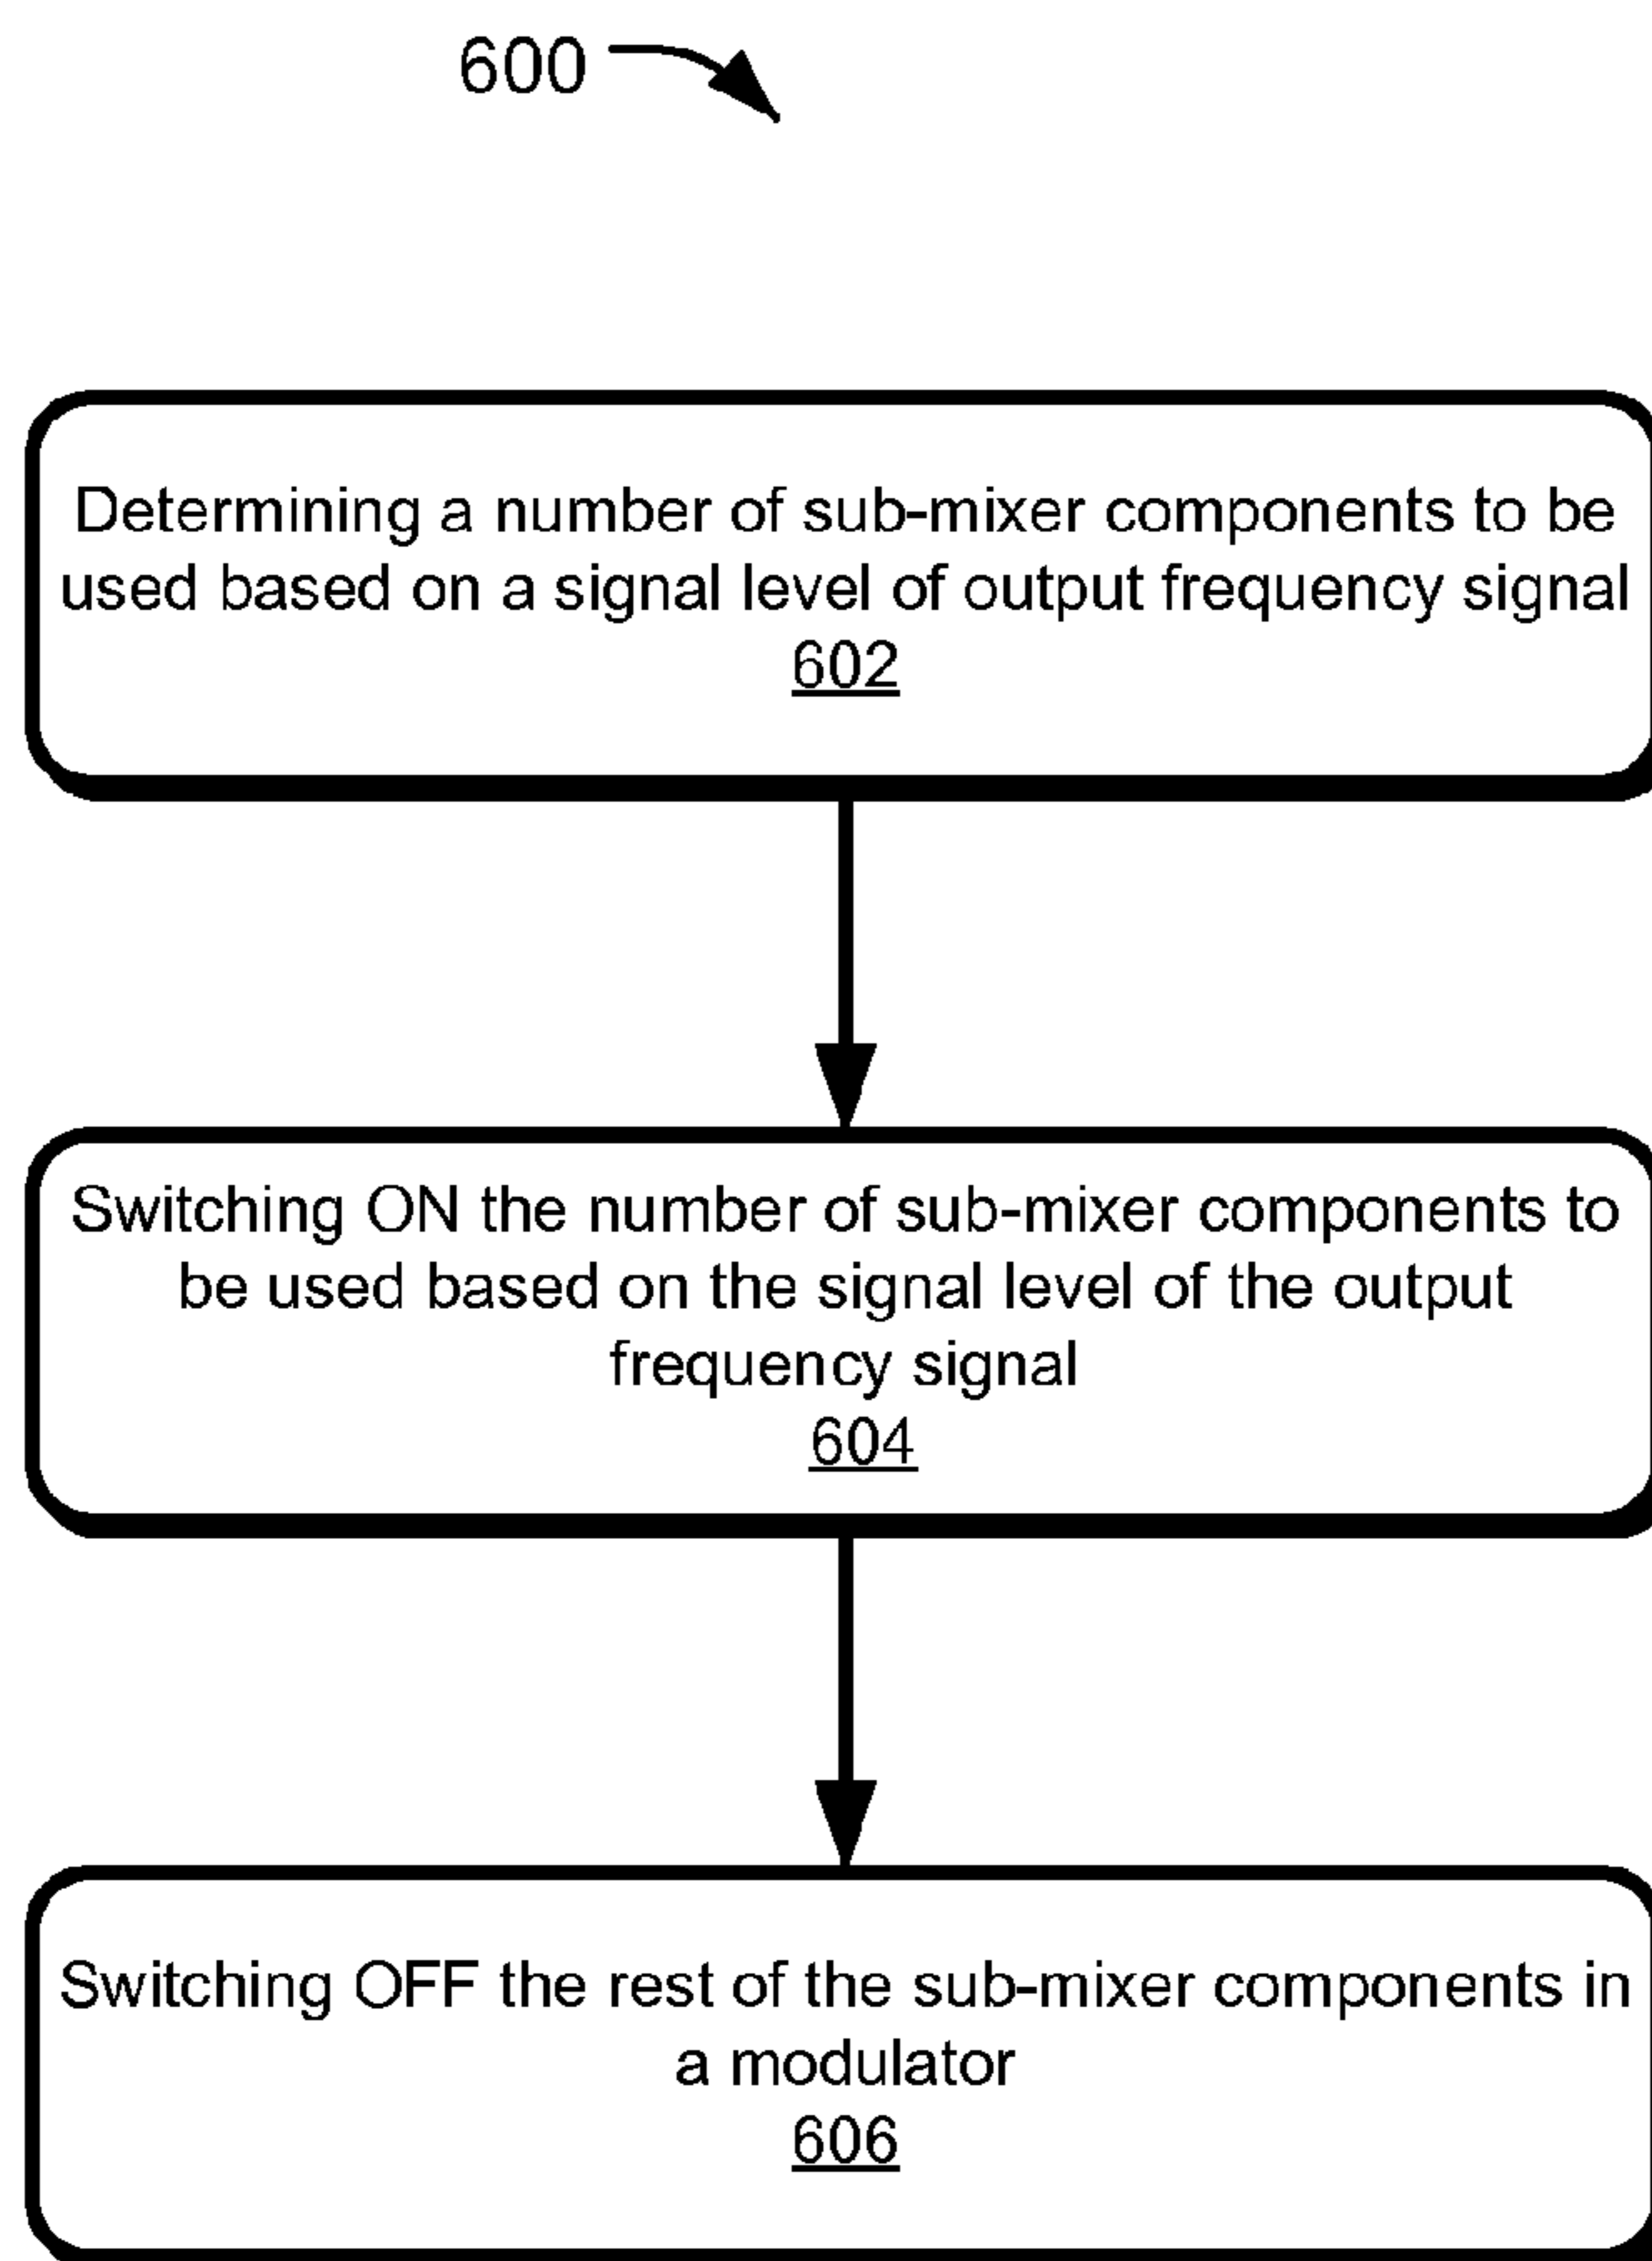 600
Determining a number of sub-mixer components to be
used based on a signal level of output frequency signal
602
Switching ON the number of sub-mixer components to
be used based on the signal level of the output
frequency signal
604
Switching OFF the rest of the sub-mixer components in
a modulator
606